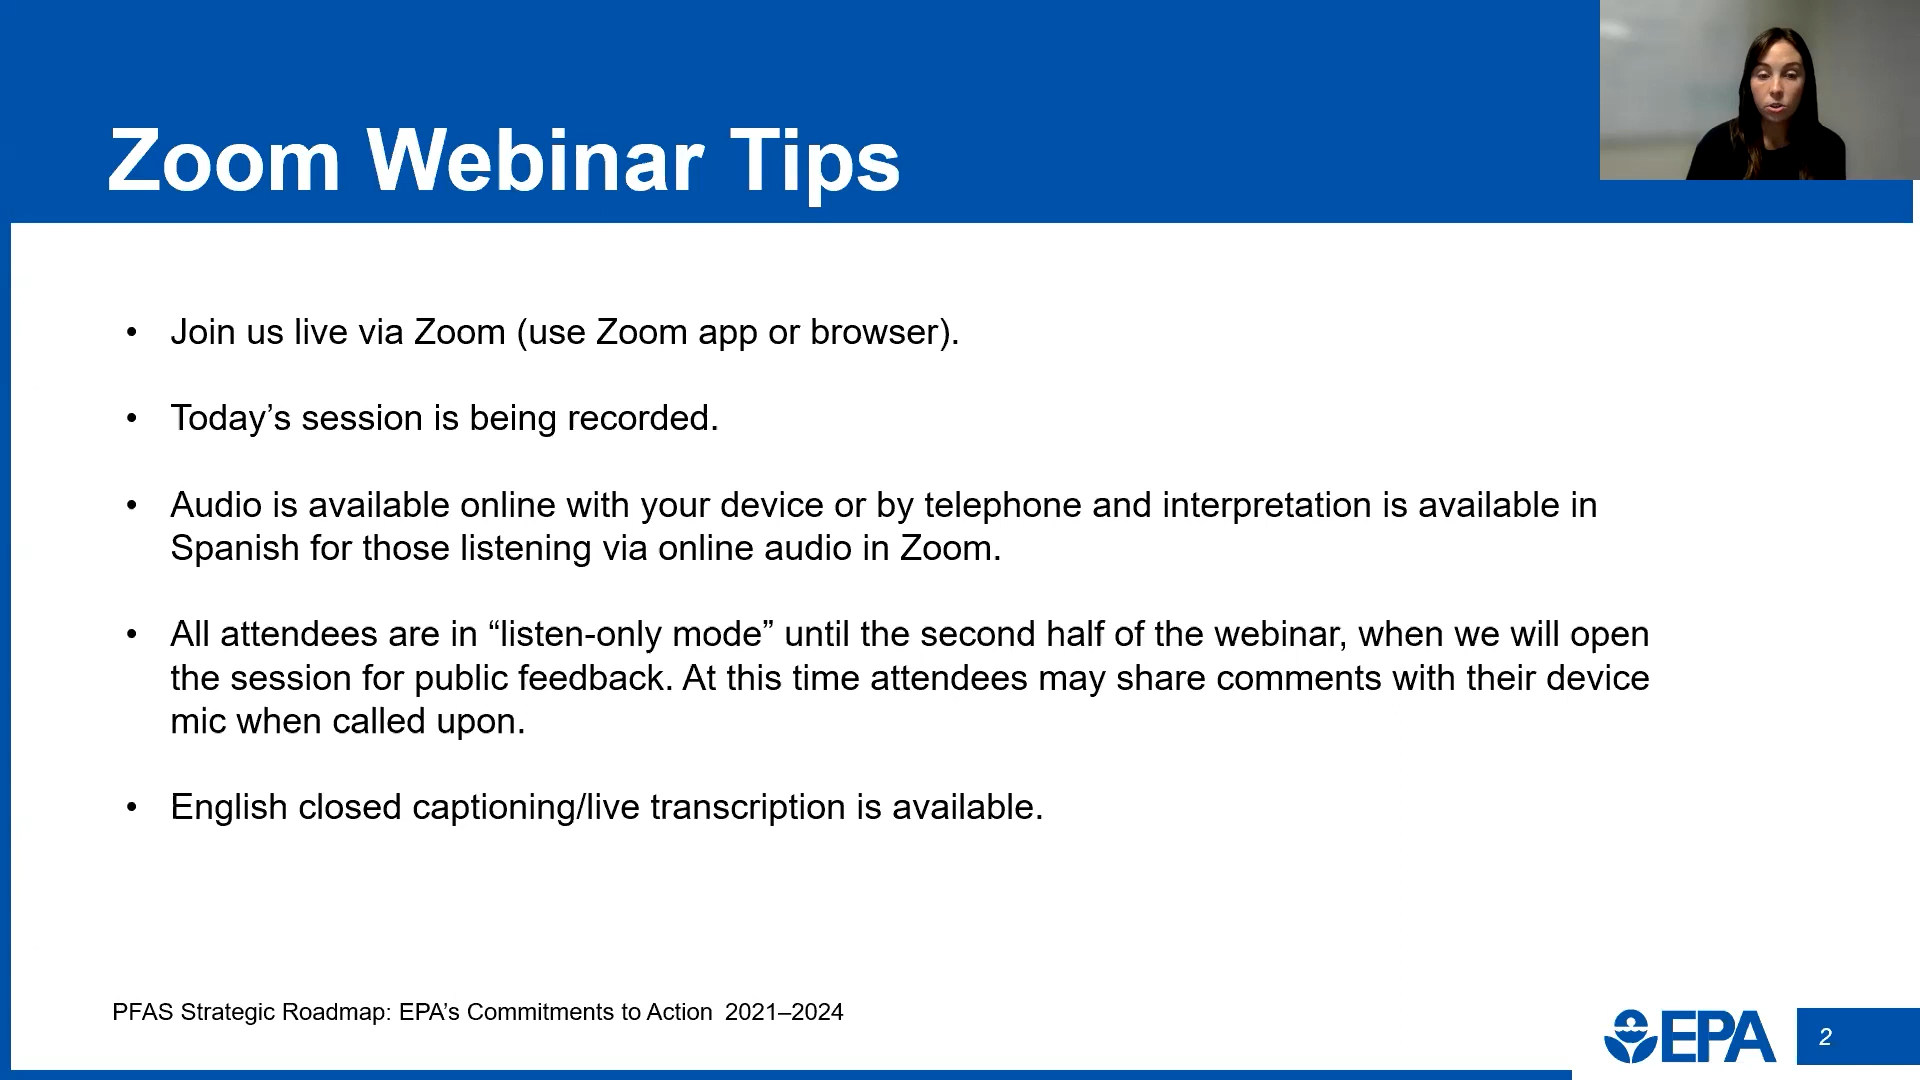 Zoom Webinar Tips
• Join us live via Zoom (use Zoom app or browser).
• Today’s session is being recorded.
• Audio is available online with your device or by telephone and interpretation is available in
Spanish for those listening via online audio in Zoom.
• All attendees are in “listen-only mode” until the second half of the webinar, when we will open
the session for public feedback. At this time attendees may share comments with their device
mic when called upon.
• English closed captioning/live transcription is available.
PFAS Strategic Roadmap: EPA’s Commitments to Action 2021–2024
EPA
2